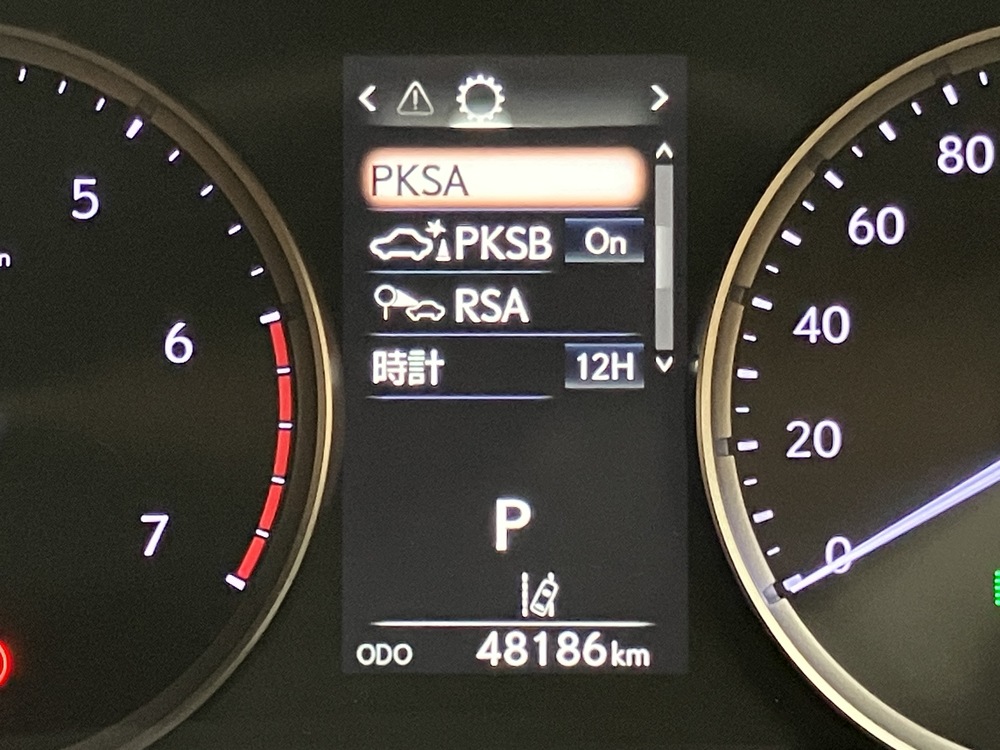 5
6
7
PKSA
PKSB On
RSA
時計 12H
P
ODO 48186km
80
60
40
20
0